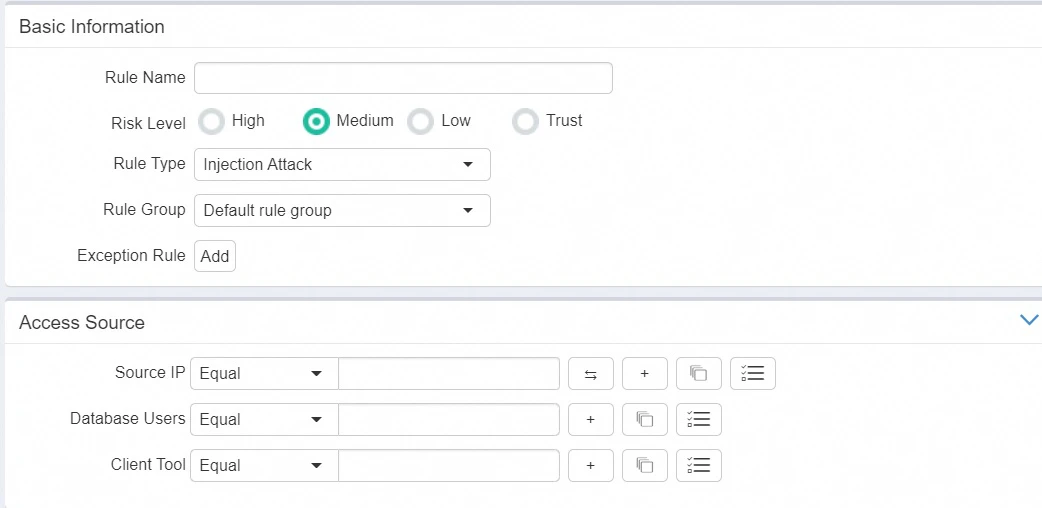 Basic Information
Rule Name
Risk Level High Medium Low Trust
Rule Type Injection Attack
Rule Group Default rule group
Exception Rule Add
Access Source
Source IP Equal +
Database Users Equal +
Client Tool Equal +